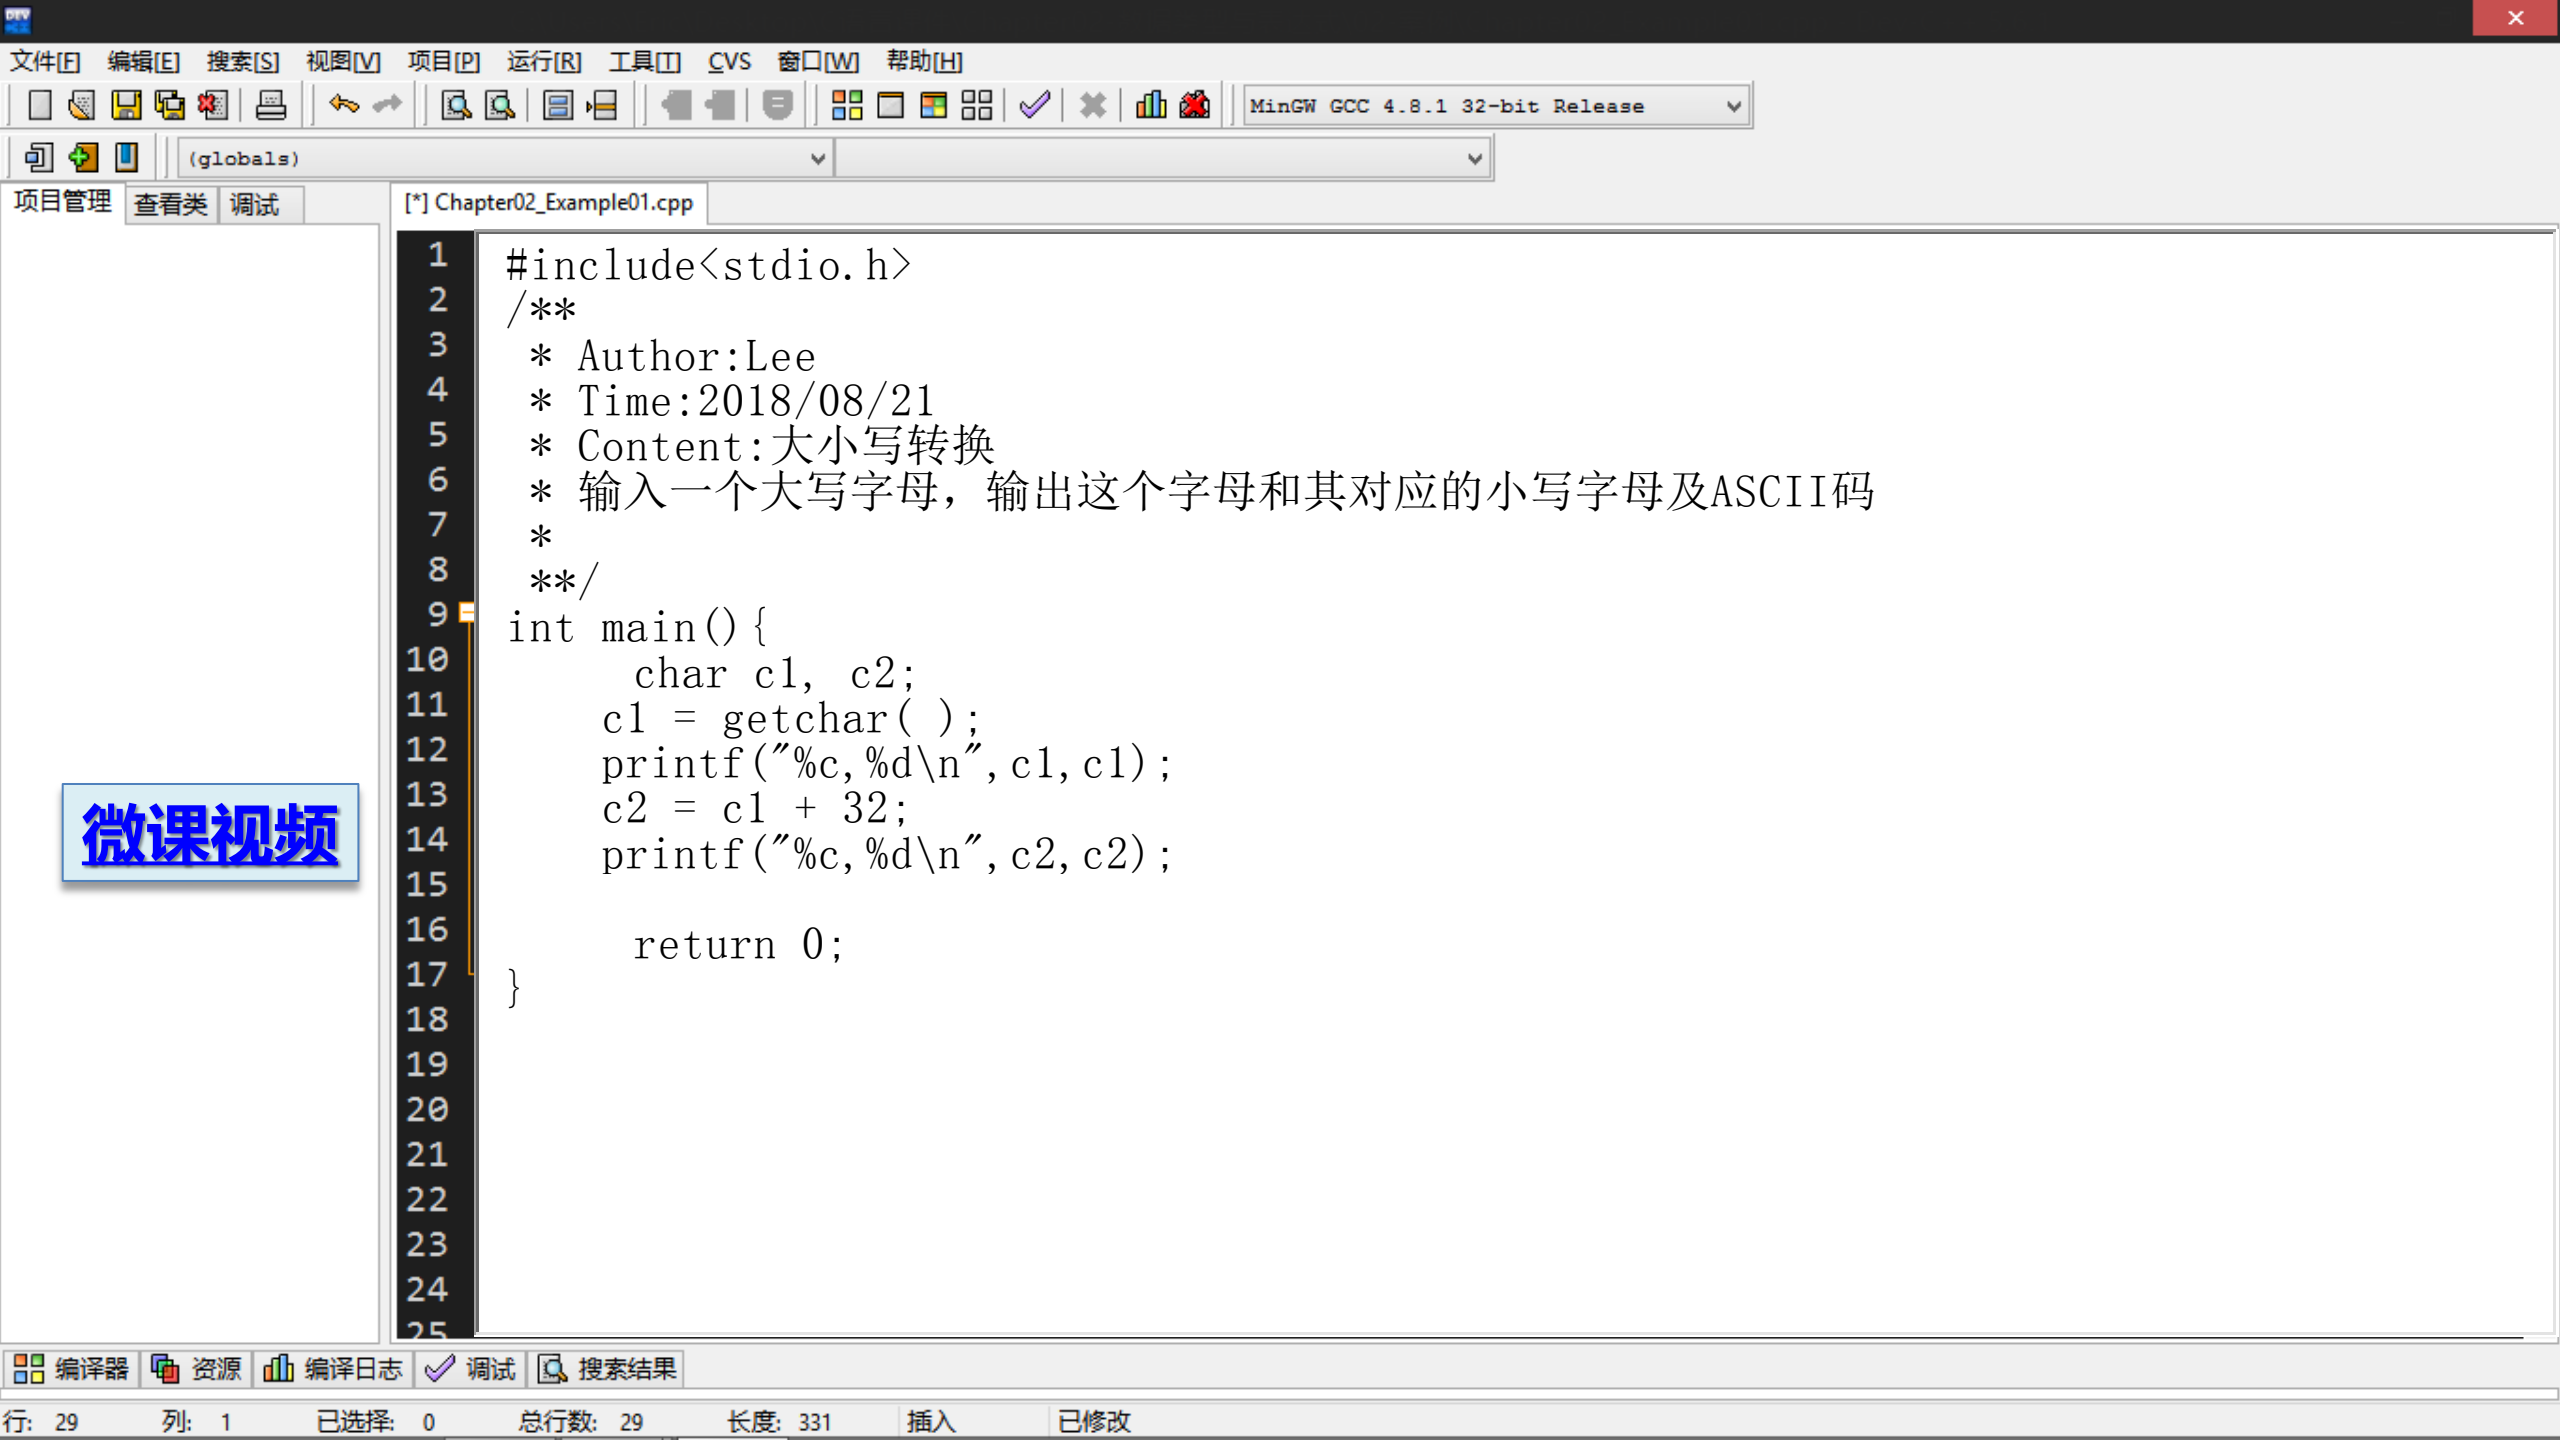 DEV
文件[F] 编辑[E] 搜索[S] 视图[V] 项目[P] 运行[R] 工具[T] CVS 窗口[W] 帮助[H]
MinGW GCC 4.8.1 32-bit Release
(globals)
项目管理 查看类 调试
[*] Chapter02_Example01.cpp
1 #include<stdio.h>
2 /**
3 * Author:Lee
4 * Time:2018/08/21
5 * Content:大小写转换
6 * 输入一个大写字母，输出这个字母和其对应的小写字母及ASCII码
7 *
8 **/
9 int main(){
10 char c1, c2;
11 c1 = getchar( );
12 printf("%c,%d\n",c1,c1);
13 c2 = c1 + 32;
14 printf("%c,%d\n",c2,c2);
15
16 return 0;
17 }
18
19
20
21
22
23
24
25
微课视频
编译器 资源 编译日志 调试 搜索结果
行: 29 列: 1 已选择: 0 总行数: 29 长度: 331 插入 已修改